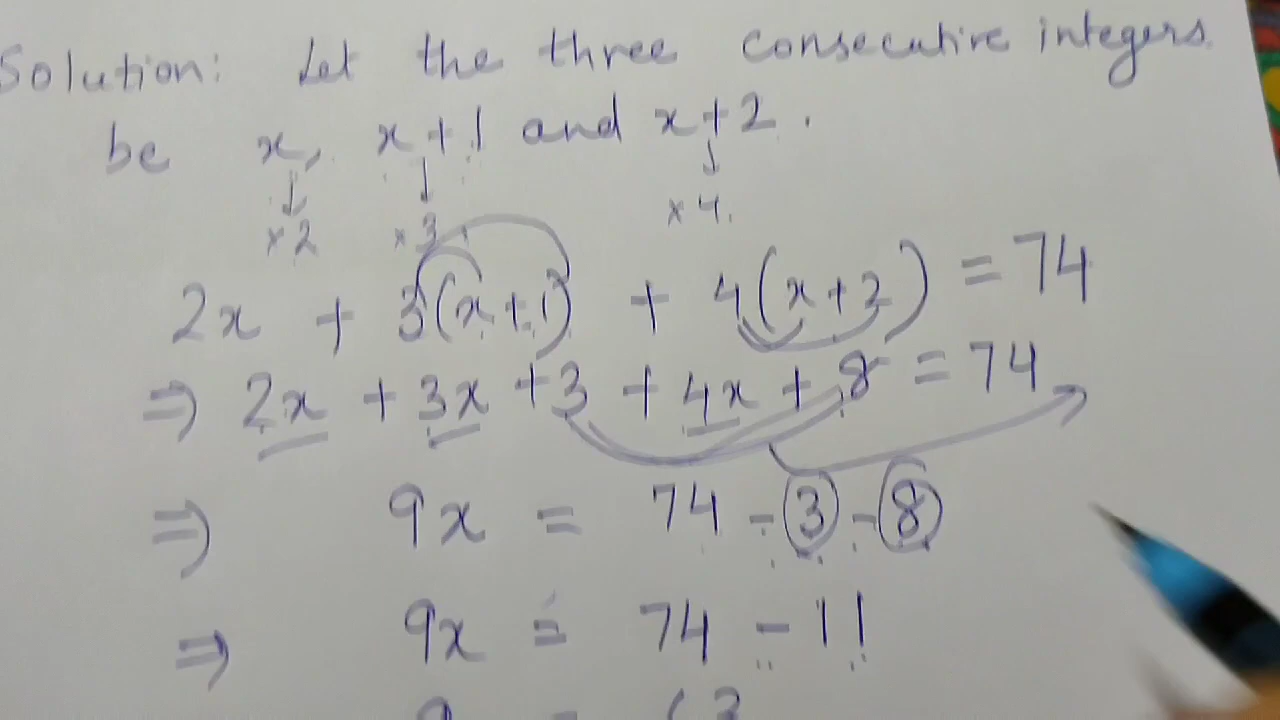 Solution: Let the three consecutive integers
be x, x+1 and x+2.
×2 ×3 ×4.
2x + 3(x+1) + 4(x+2) = 74
⇒ 2x + 3x + 3 + 4x + 8 = 74
⇒ 9x = 74 - 3 - 8
⇒ 9x = 74 - 11